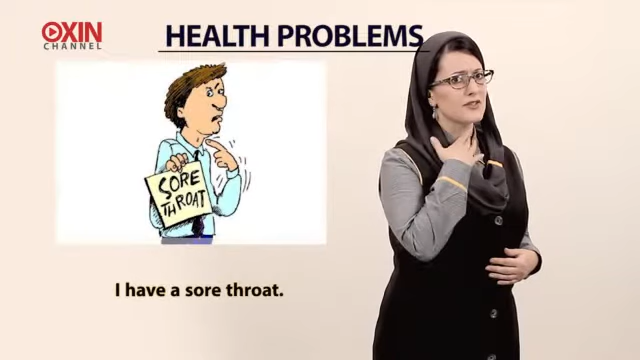 OXIN
CHANNEL
HEALTH PROBLEMS
SORE
THROAT
I have a sore throat.